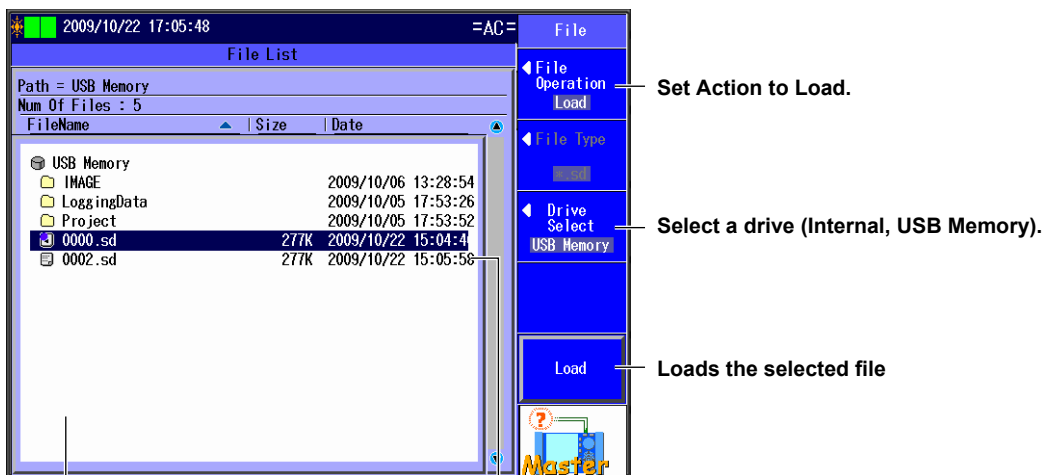 2009/10/22 17:05:48 =AC= File
File List
Path = USB Memory
Num Of Files : 5
FileName Size Date
USB Memory
IMAGE 2009/10/06 13:28:54
LoggingData 2009/10/05 17:53:26
Project 2009/10/05 17:53:52
0000.sd 277K 2009/10/22 15:04:4
0002.sd 277K 2009/10/22 15:05:58
File
Operation
Load
File Type
*.sd
Drive
Select
USB Memory
Load
?
Master
Set Action to Load.
Select a drive (Internal, USB Memory).
Loads the selected file